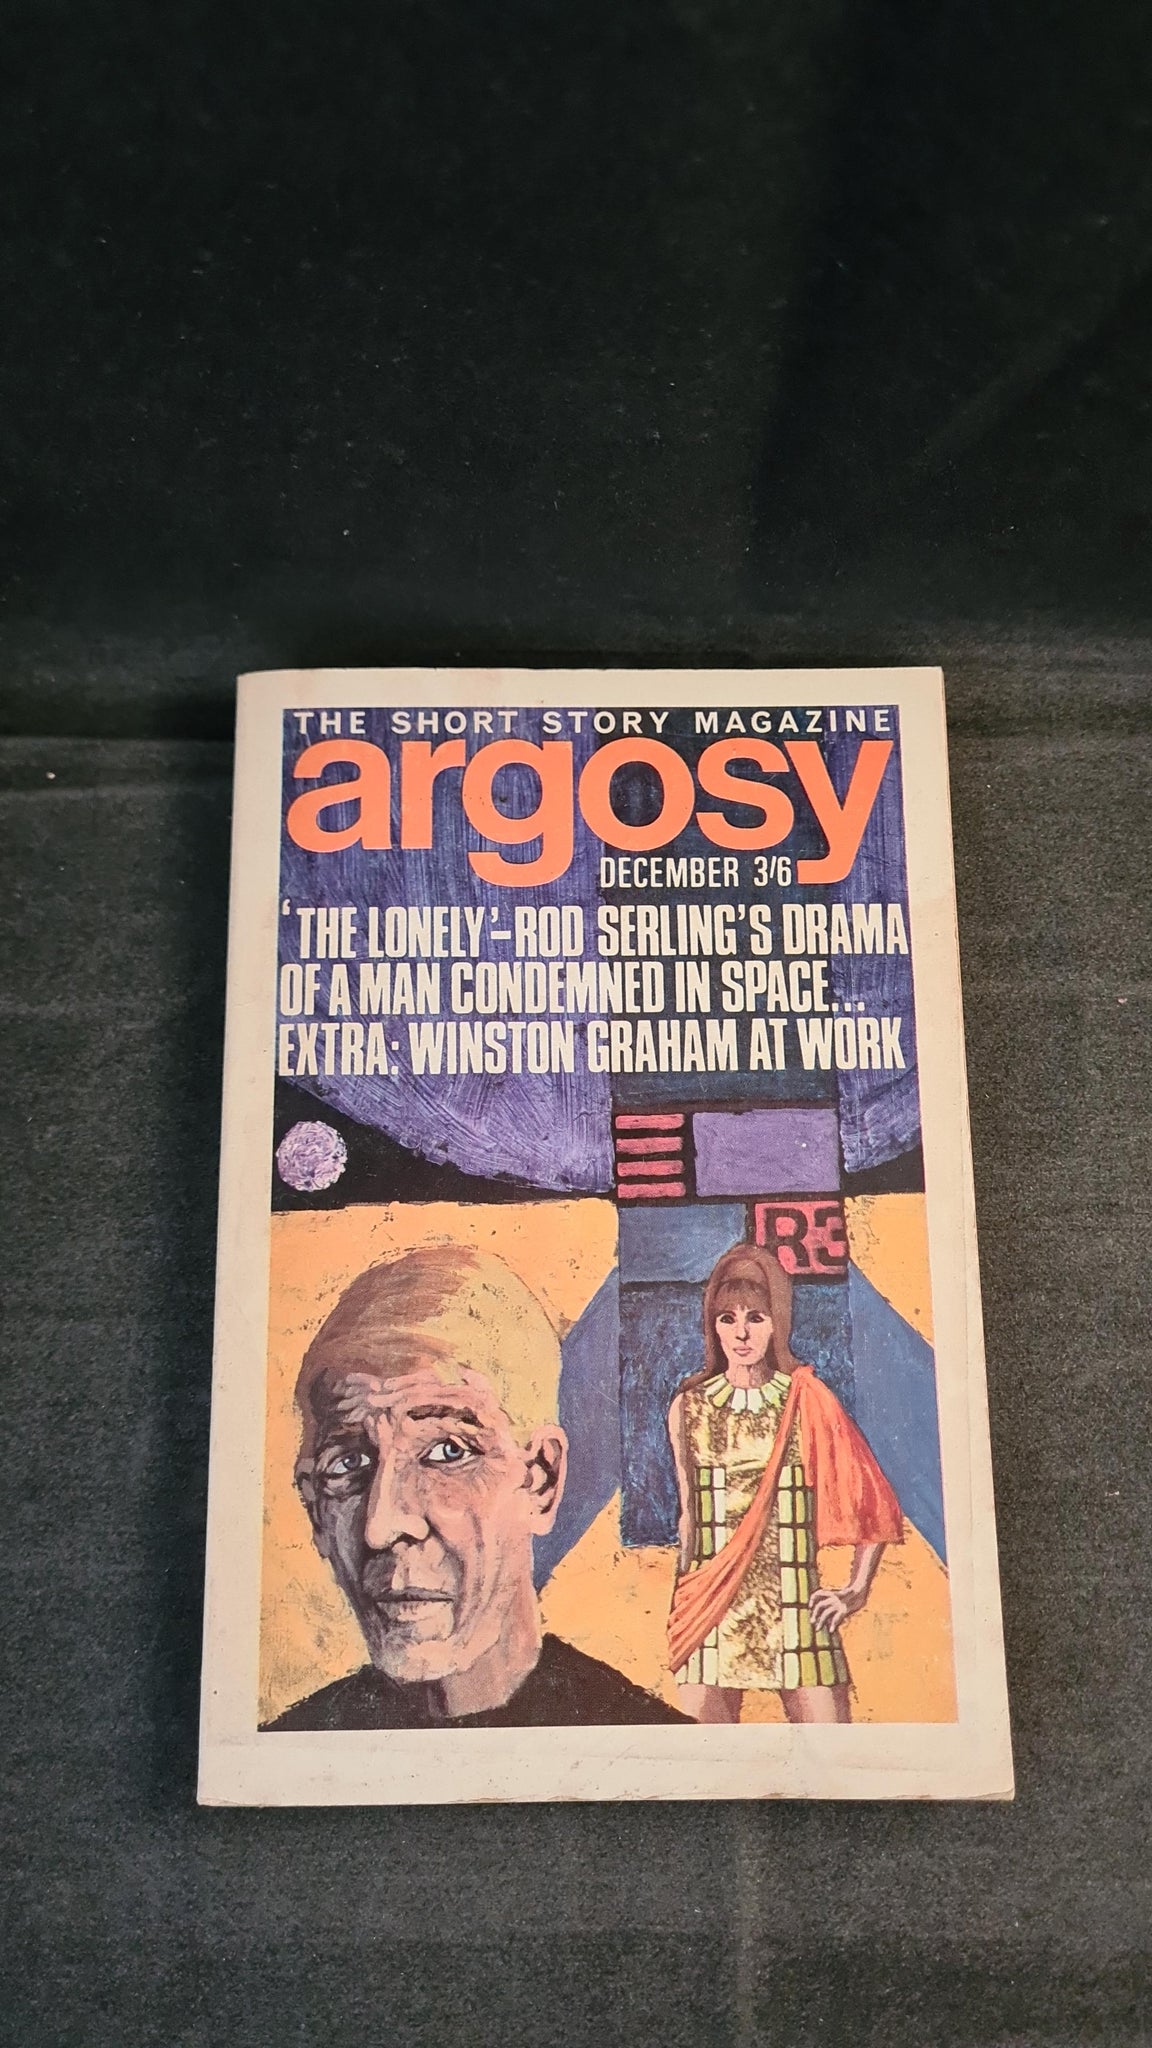 THE SHORT STORY MAGAZINE
argosy
DECEMBER 3/6
‘THE LONELY’–ROD SERLING’S DRAMA
OF A MAN CONDEMNED IN SPACE...
EXTRA: WINSTON GRAHAM AT WORK
R3